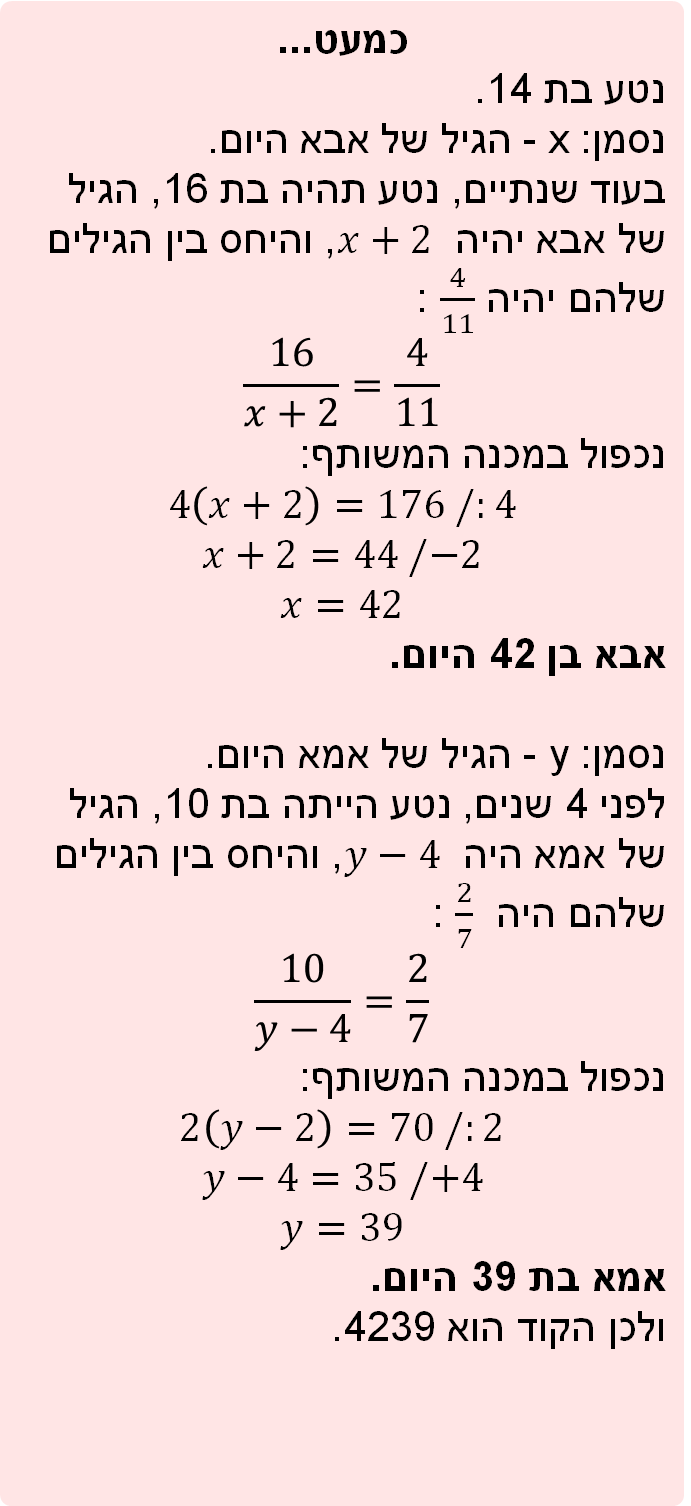 כמעט...
נטע בת 14.
נסמן: x - הגיל של אבא היום.
בעוד שנתיים, נטע תהיה בת 16, הגיל
של אבא יהיה x + 2, והיחס בין הגילים
שלהם יהיה 4/11 :
16/(x + 2) = 4/11
נכפול במכנה המשותף:
4(x + 2) = 176 /: 4
x + 2 = 44 /−2
x = 42
אבא בן 42 היום.
נסמן: y - הגיל של אמא היום.
לפני 4 שנים, נטע הייתה בת 10, הגיל
של אמא היה y − 4, והיחס בין הגילים
שלהם היה 2/7 :
10/(y − 4) = 2/7
נכפול במכנה המשותף:
2(y − 2) = 70 /: 2
y − 4 = 35 /+4
y = 39
אמא בת 39 היום.
ולכן הקוד הוא 4239.